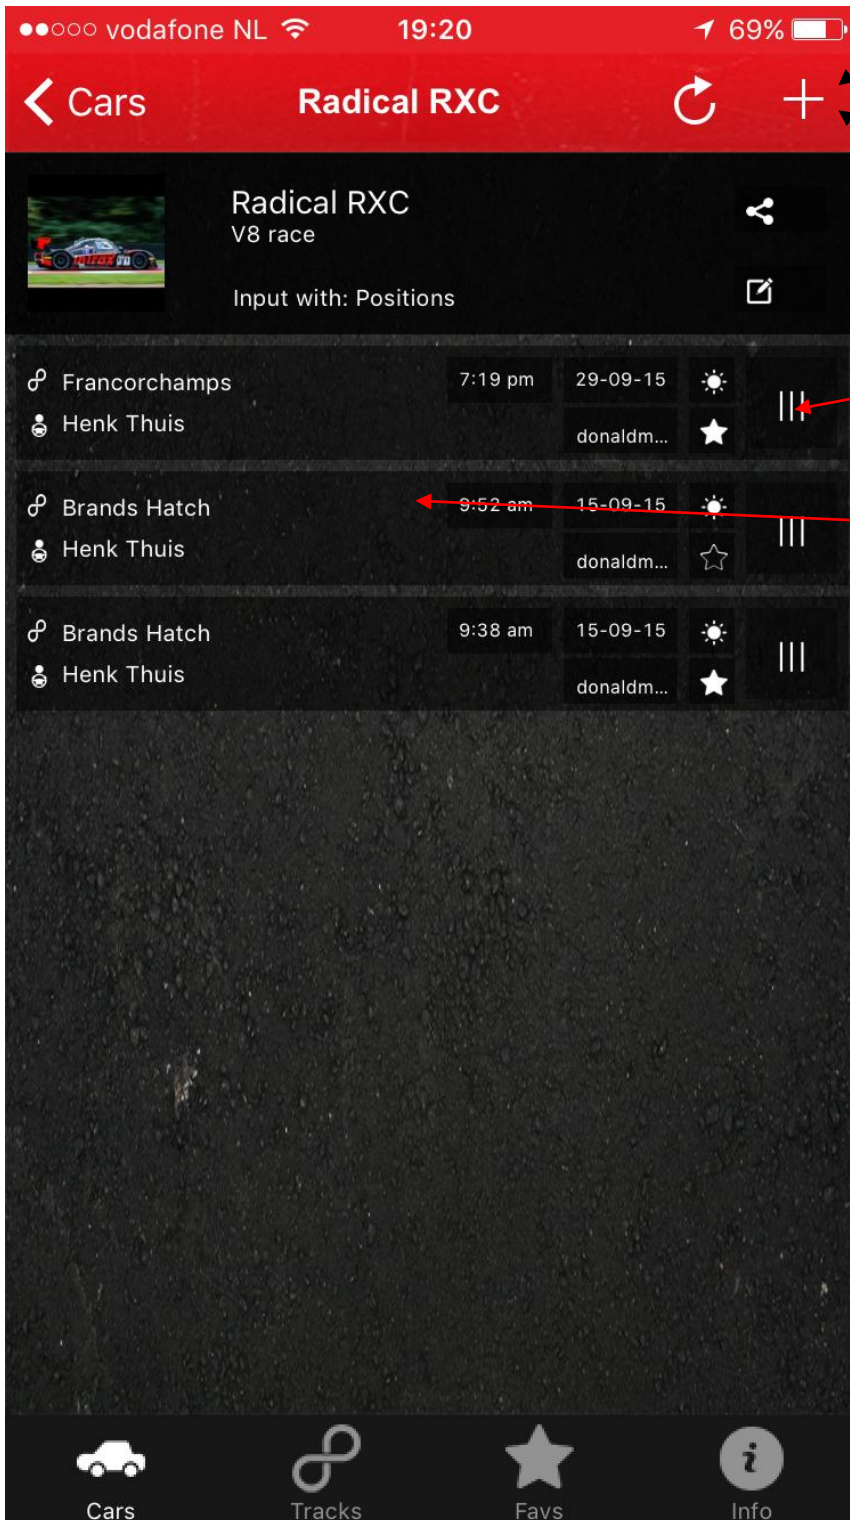 vodafone NL 19:20 69%
Cars Radical RXC
Radical RXC
V8 race
Input with: Positions
intrax
Francorchamps 7:19 pm 29-09-15
Henk Thuis donaldm...
Brands Hatch 9:52 am 15-09-15
Henk Thuis donaldm...
Brands Hatch 9:38 am 15-09-15
Henk Thuis donaldm...
Cars Tracks Favs Info